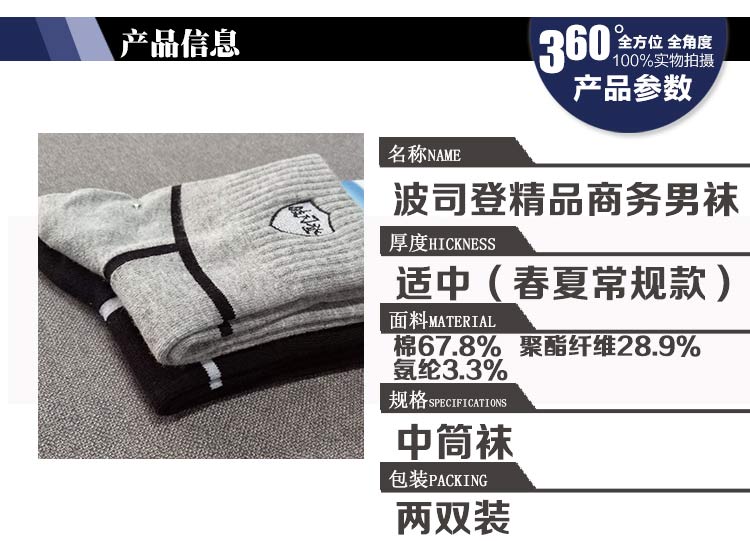 产品信息
360°全方位 全角度
100%实物拍摄
产品参数
名称NAME
波司登精品商务男袜
厚度HICKNESS
适中（春夏常规款）
面料MATERIAL
棉67.8% 聚酯纤维28.9%
氨纶3.3%
规格SPECIFICATIONS
中筒袜
包装PACKING
两双装
波司登